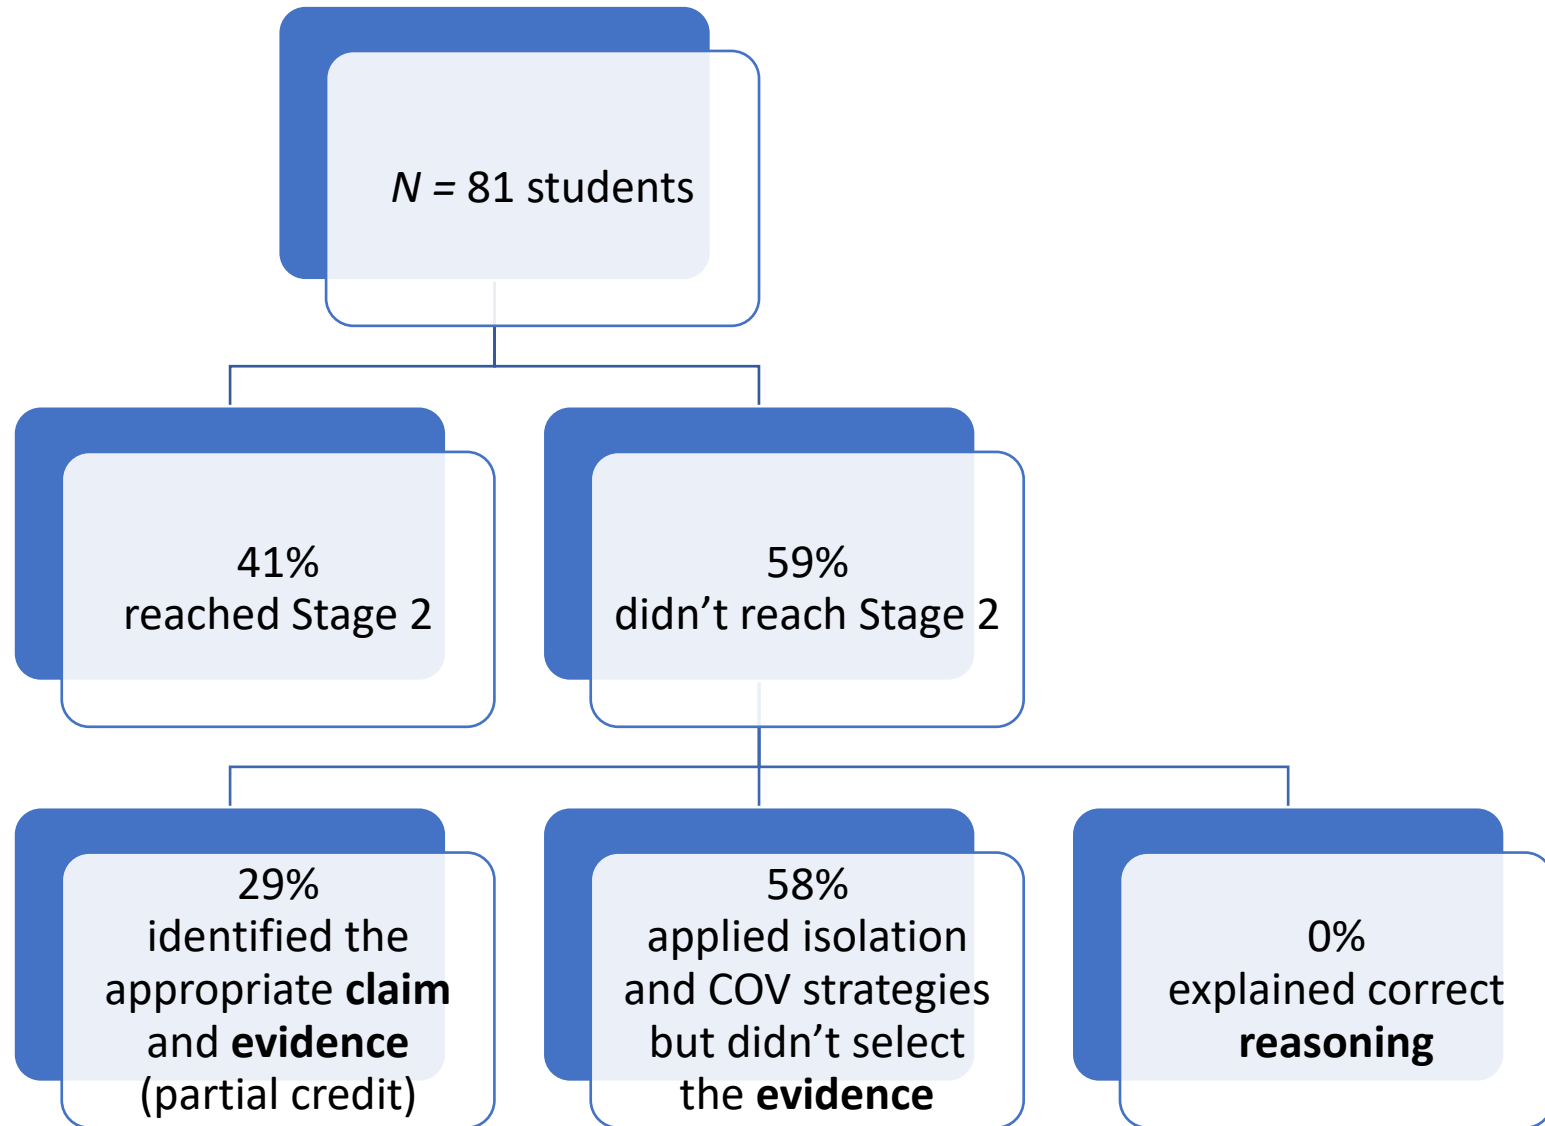 N = 81 students
41%
reached Stage 2
59%
didn’t reach Stage 2
29%
identified the
appropriate claim
and evidence
(partial credit)
58%
applied isolation
and COV strategies
but didn’t select
the evidence
0%
explained correct
reasoning